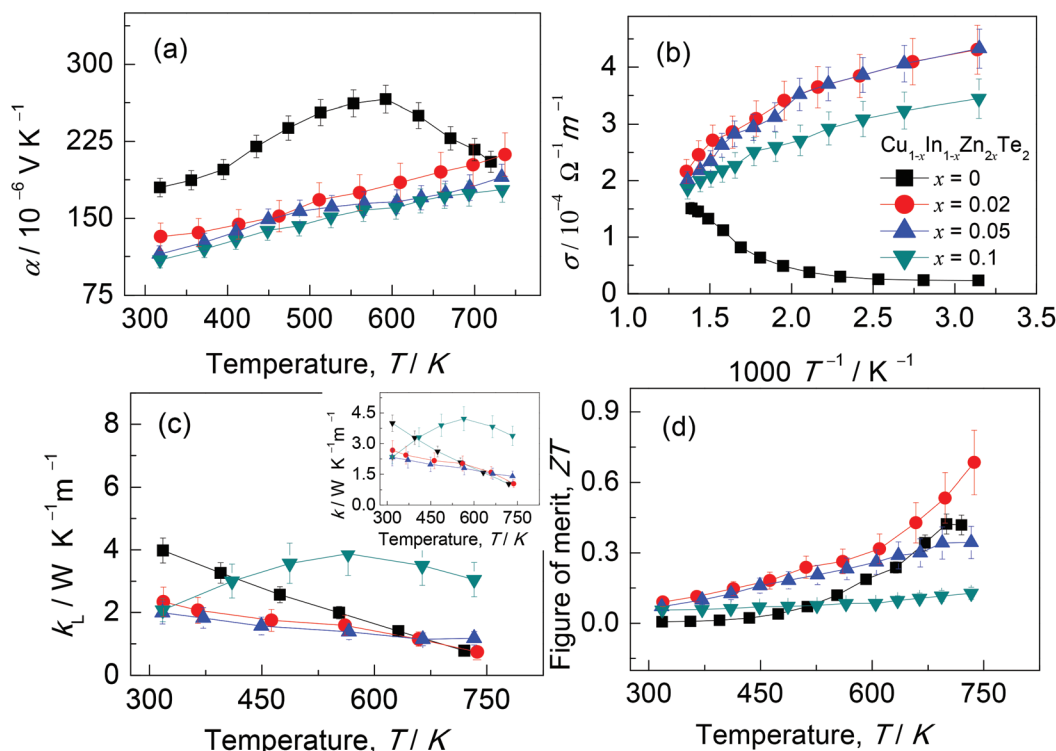 (a)
300
225
150
75
α / 10⁻⁶ V K⁻¹
300 400 500 600 700
Temperature, T / K
(b)
4
3
2
1
0
σ / 10⁻⁴ Ω⁻¹ m⁻¹
Cu₁₋ₓIn₁₋ₓZn₂ₓTe₂
x = 0
x = 0.02
x = 0.05
x = 0.1
1.0 1.5 2.0 2.5 3.0 3.5
1000 T⁻¹ / K⁻¹
(c)
8
6
4
2
0
k_L / W K⁻¹m⁻¹
4.5
3.0
1.5
0.0
k / W K⁻¹m⁻¹
300 450 600 750
Temperature, T / K
300 450 600 750
Temperature, T / K
(d)
0.9
0.6
0.3
0.0
Figure of merit, ZT
300 450 600 750
Temperature, T / K